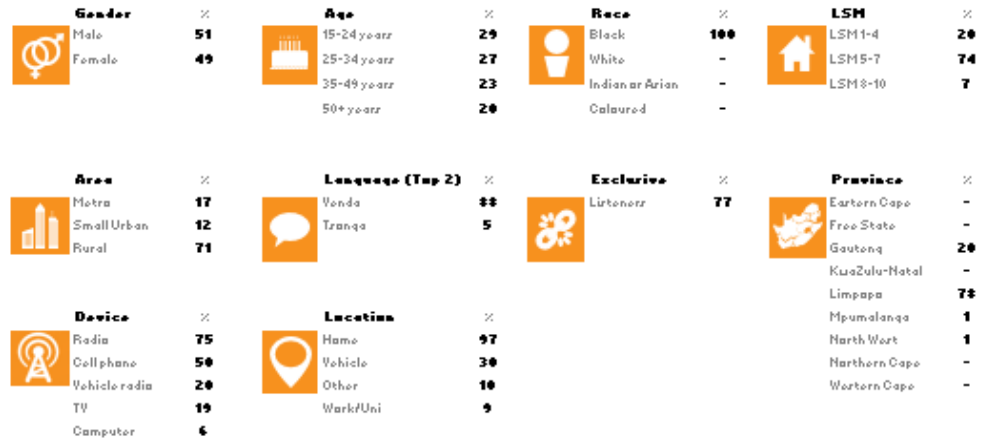 Gender %
Male 51
Female 49
Age %
15-24 years 29
25-34 years 27
35-49 years 23
50+ years 20
Race %
Black 100
White -
Indian or Asian -
Coloured -
LSM %
LSM 1-4 20
LSM 5-7 74
LSM 8-10 7
Area %
Metro 17
Small Urban 12
Rural 71
Language (Top 2) %
Venda 88
Tsonga 5
Exclusive %
Listeners 77
Province %
Eastern Cape -
Free State -
Gauteng 20
KwaZulu-Natal -
Limpopo 78
Mpumalanga 1
North West 1
Northern Cape -
Western Cape -
Device %
Radio 75
Cellphone 50
Vehicle radio 20
TV 19
Computer 6
Location %
Home 97
Vehicle 30
Other 10
Work/Uni 9